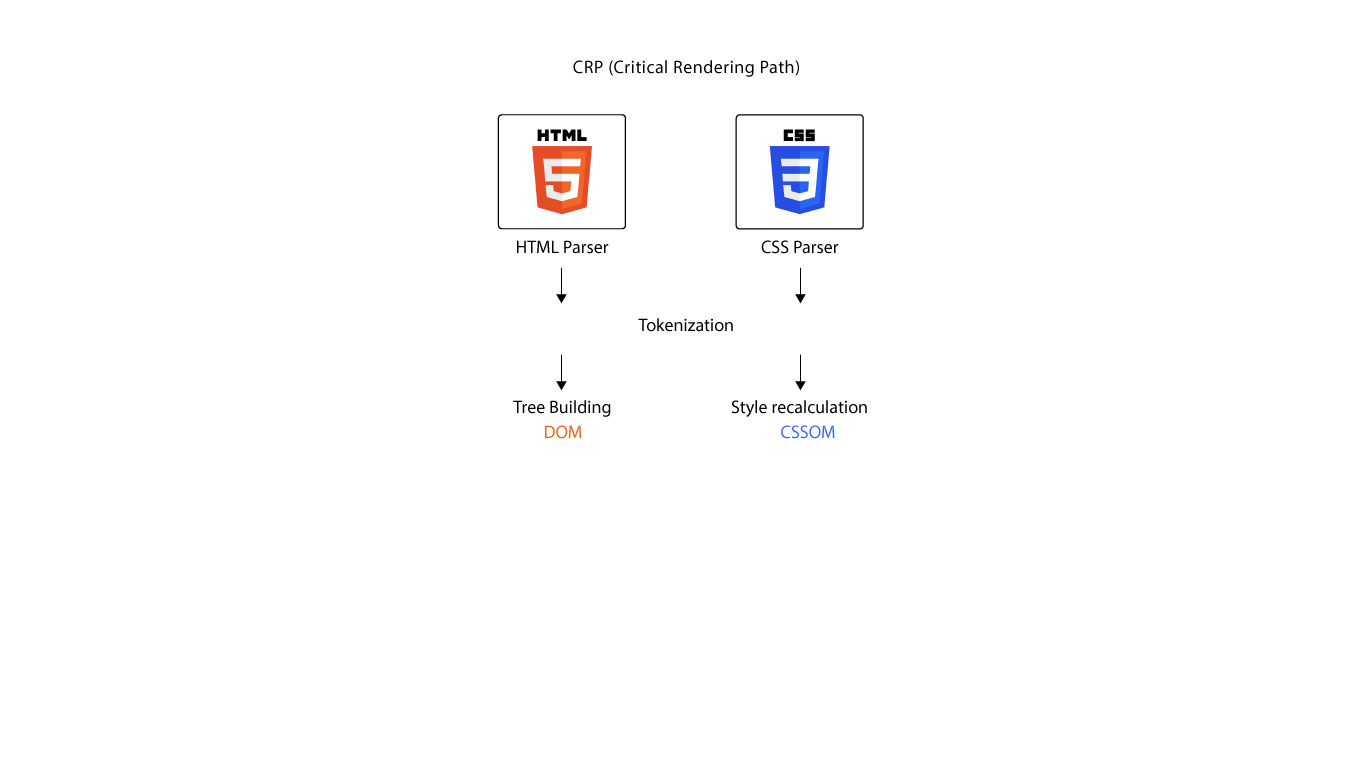 CRP (Critical Rendering Path)
HTML
5
CSS
3
HTML Parser
CSS Parser
Tokenization
Tree Building
DOM
Style recalculation
CSSOM